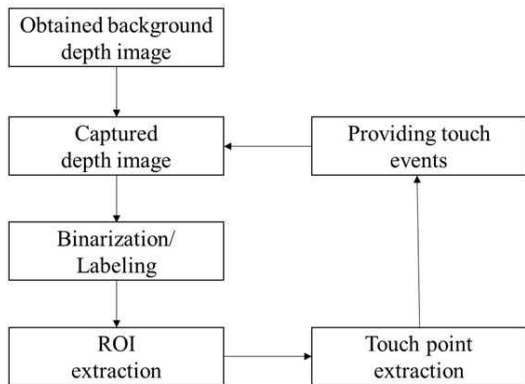 Obtained background
depth image
Captured
depth image
Providing touch
events
Binarization/
Labeling
ROI
extraction
Touch point
extraction